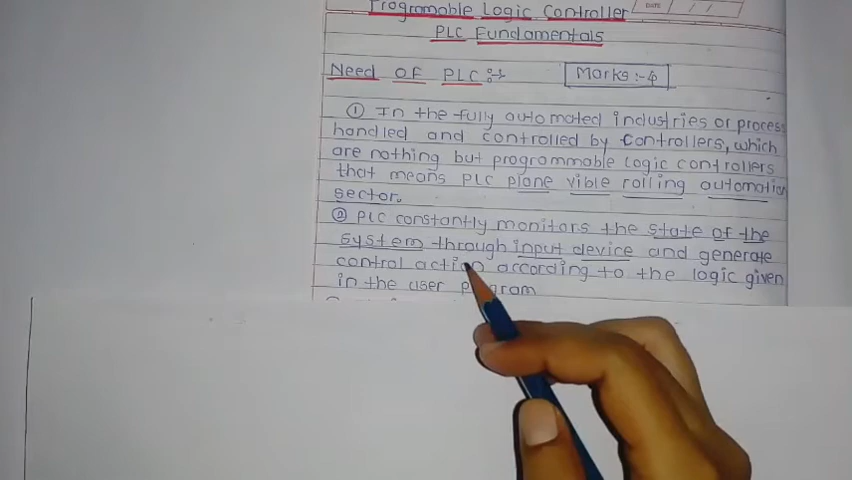 Programable Logic Controller
DATE / /
PLC Fundamentals
Need OF PLC :-
Marks :- 4
① In the fully automated industries or process
handled and controlled by controllers, which
are nothing but programmable logic controllers
that means PLC plane vible rolling automation
sector.
② PLC constantly monitors the state of the
system through input device and generate
control action according to the logic given
in the user program